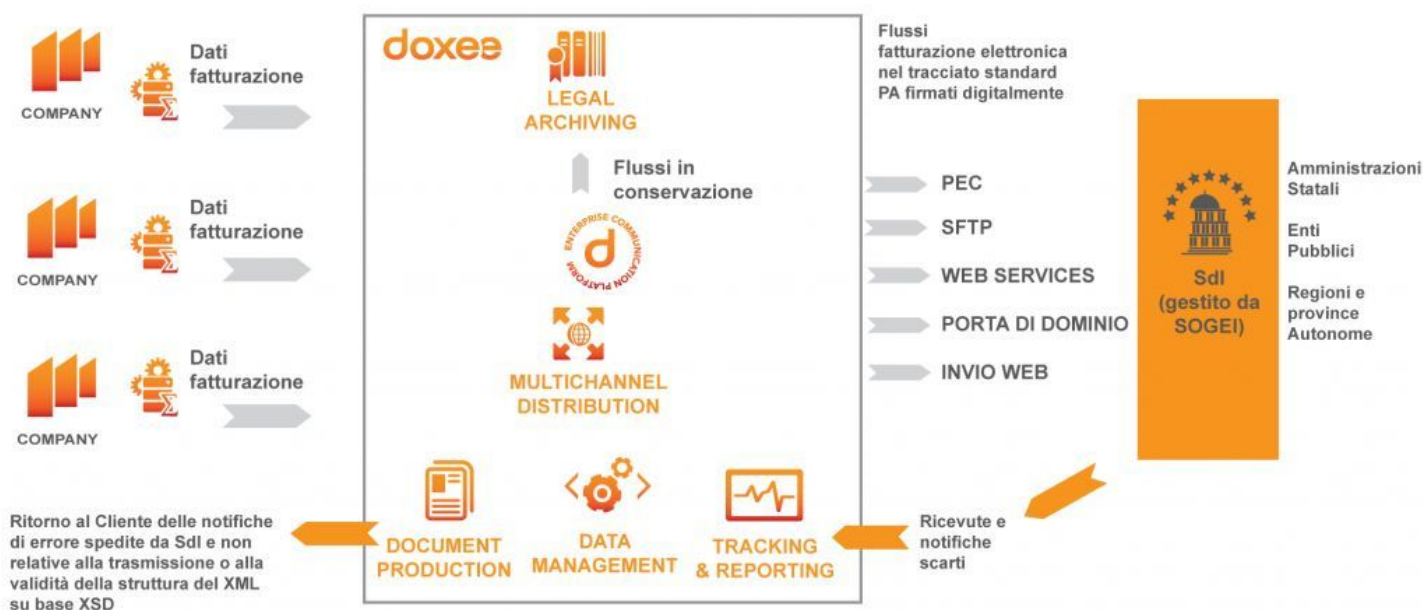 COMPANY
Dati
fatturazione
COMPANY
Dati
fatturazione
COMPANY
Dati
fatturazione
Ritorno al Cliente delle notifiche
di errore spedite da SdI e non
relative alla trasmissione o alla
validità della struttura del XML
su base XSD
doxee
LEGAL
ARCHIVING
Flussi in
conservazione
ENTERPRISE COMMUNICATION PLATFORM
d
MULTICHANNEL
DISTRIBUTION
DOCUMENT
PRODUCTION
DATA
MANAGEMENT
TRACKING
& REPORTING
Flussi
fatturazione elettronica
nel tracciato standard
PA firmati digitalmente
PEC
SFTP
WEB SERVICES
PORTA DI DOMINIO
INVIO WEB
Ricevute e
notifiche
scarti
SdI
(gestito da
SOGEI)
Amministrazioni
Statali
Enti
Pubblici
Regioni e
province
Autonome